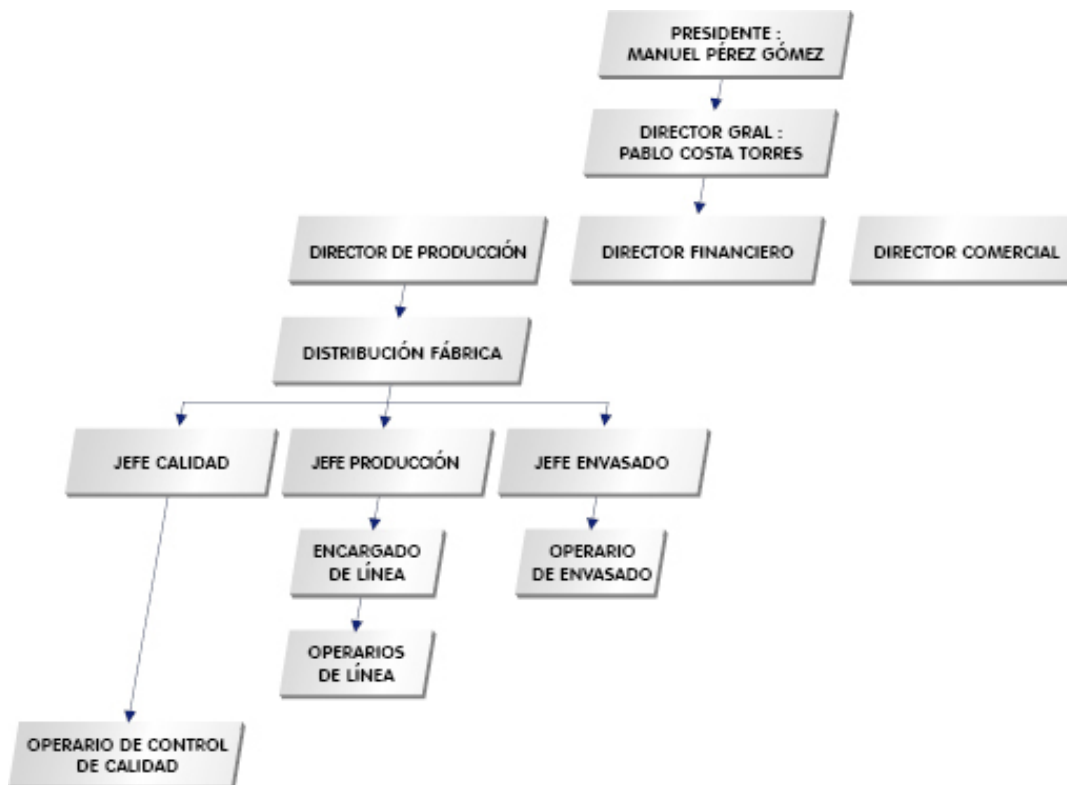 PRESIDENTE :
MANUEL PÉREZ GÓMEZ
DIRECTOR GRAL :
PABLO COSTA TORRES
DIRECTOR DE PRODUCCIÓN
DIRECTOR FINANCIERO
DIRECTOR COMERCIAL
DISTRIBUCIÓN FÁBRICA
JEFE CALIDAD
JEFE PRODUCCIÓN
JEFE ENVASADO
ENCARGADO
DE LÍNEA
OPERARIO
DE ENVASADO
OPERARIOS
DE LÍNEA
OPERARIO DE CONTROL
DE CALIDAD